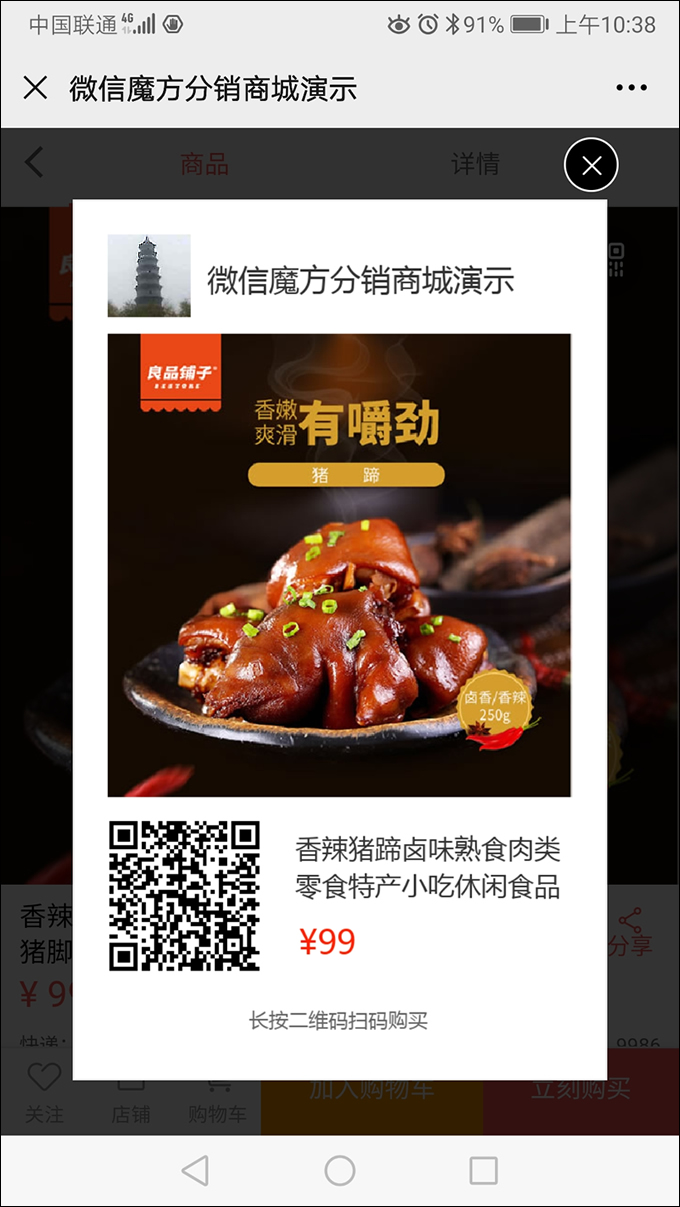 中国联通 4G 91% 上午10:38
微信魔方分销商城演示
商品 详情
微信魔方分销商城演示
良品铺子
BESTORE
香嫩
爽滑
有嚼劲
猪 蹄
卤香/香辣
250g
香辣猪蹄卤味熟食肉类
零食特产小吃休闲食品
¥99
长按二维码扫码购买
香辣
猪脚
分享
¥ 99
快递:
9986
关注 店铺 购物车 加入购物车 立刻购买